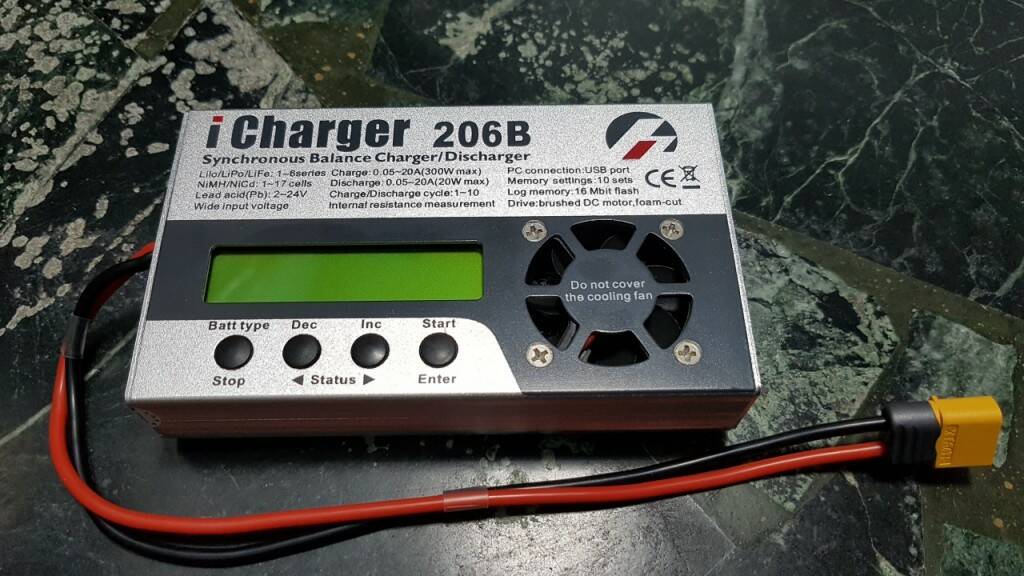 iCharger 206B
Synchronous Balance Charger/Discharger
LiIo/LiPo/LiFe: 1~6series Charge: 0.05~20A(300W max) PC connection:USB port
NiMH/NiCd: 1~17 cells Discharge: 0.05~20A(20W max) Memory settings: 10 sets
Lead acid(Pb): 2~24V Charge/Discharge cycle: 1~10 Log memory: 16 Mbit flash
Wide input voltage Internal resistance measurement Drive:brushed DC motor,foam-cut
CE
Do not cover
the cooling fan
Batt type Dec Inc Start
Stop ◀ Status ▶ Enter